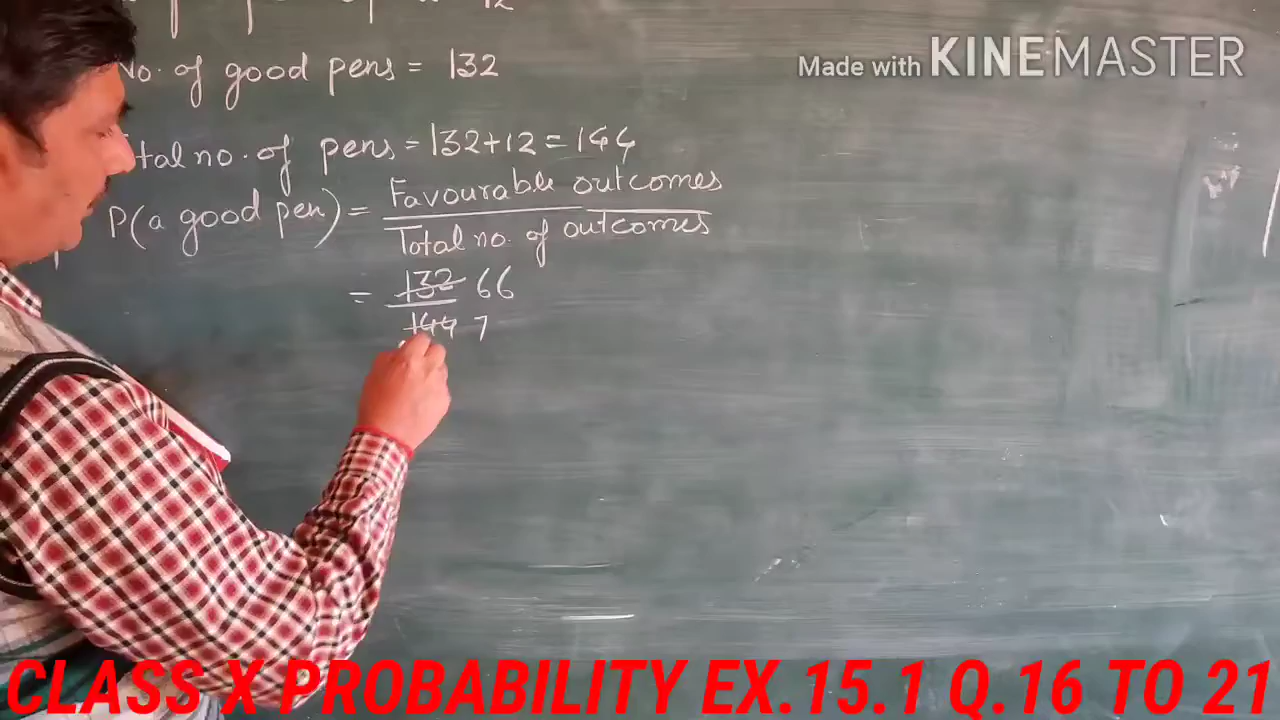 12
Made with KINEMASTER
No. of good pens = 132
tal no. of pens = 132+12 = 144
P(a good pen) = Favourable outcomes
Total no. of outcomes
= 132 66
144 7
CLASS X PROBABILITY EX.15.1 Q.16 TO 21